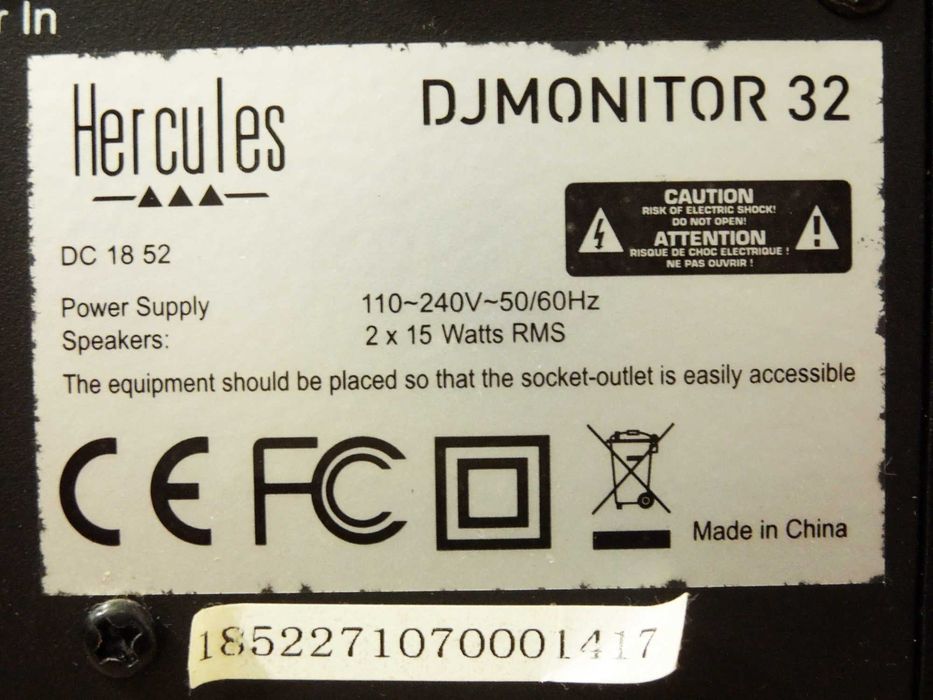 r In
Hercules
DJMONITOR 32
CAUTION
RISK OF ELECTRIC SHOCK!
DO NOT OPEN!
ATTENTION
RISQUE DE CHOC ELECTRIQUE !
NE PAS OUVRIR !
DC 18 52
Power Supply 110~240V~50/60Hz
Speakers: 2 x 15 Watts RMS
The equipment should be placed so that the socket-outlet is easily accessible
CE FC
Made in China
1852271070001417